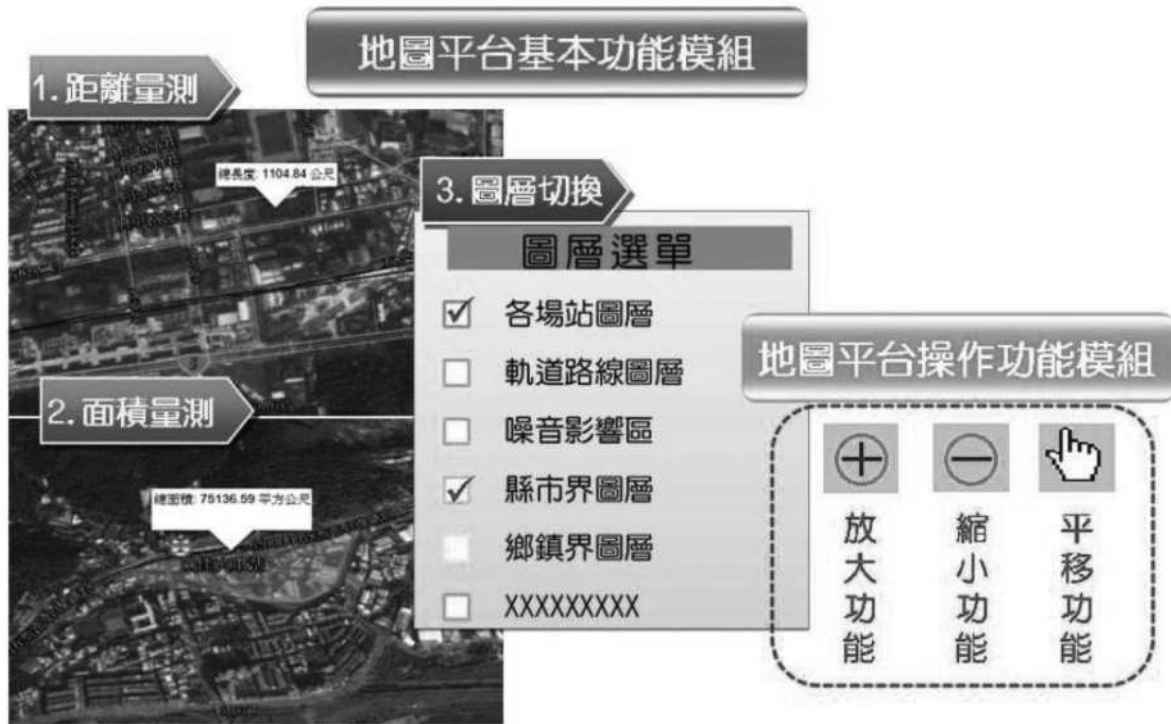 地圖平台基本功能模組
1.距離量測
總長度: 1104.84 公尺
2.面積量測
總面積: 75136.59 平方公尺
3.圖層切換
圖層選單
各場站圖層
軌道路線圖層
噪音影響區
縣市界圖層
鄉鎮界圖層
XXXXXXXXX
地圖平台操作功能模組
放大功能
縮小功能
平移功能